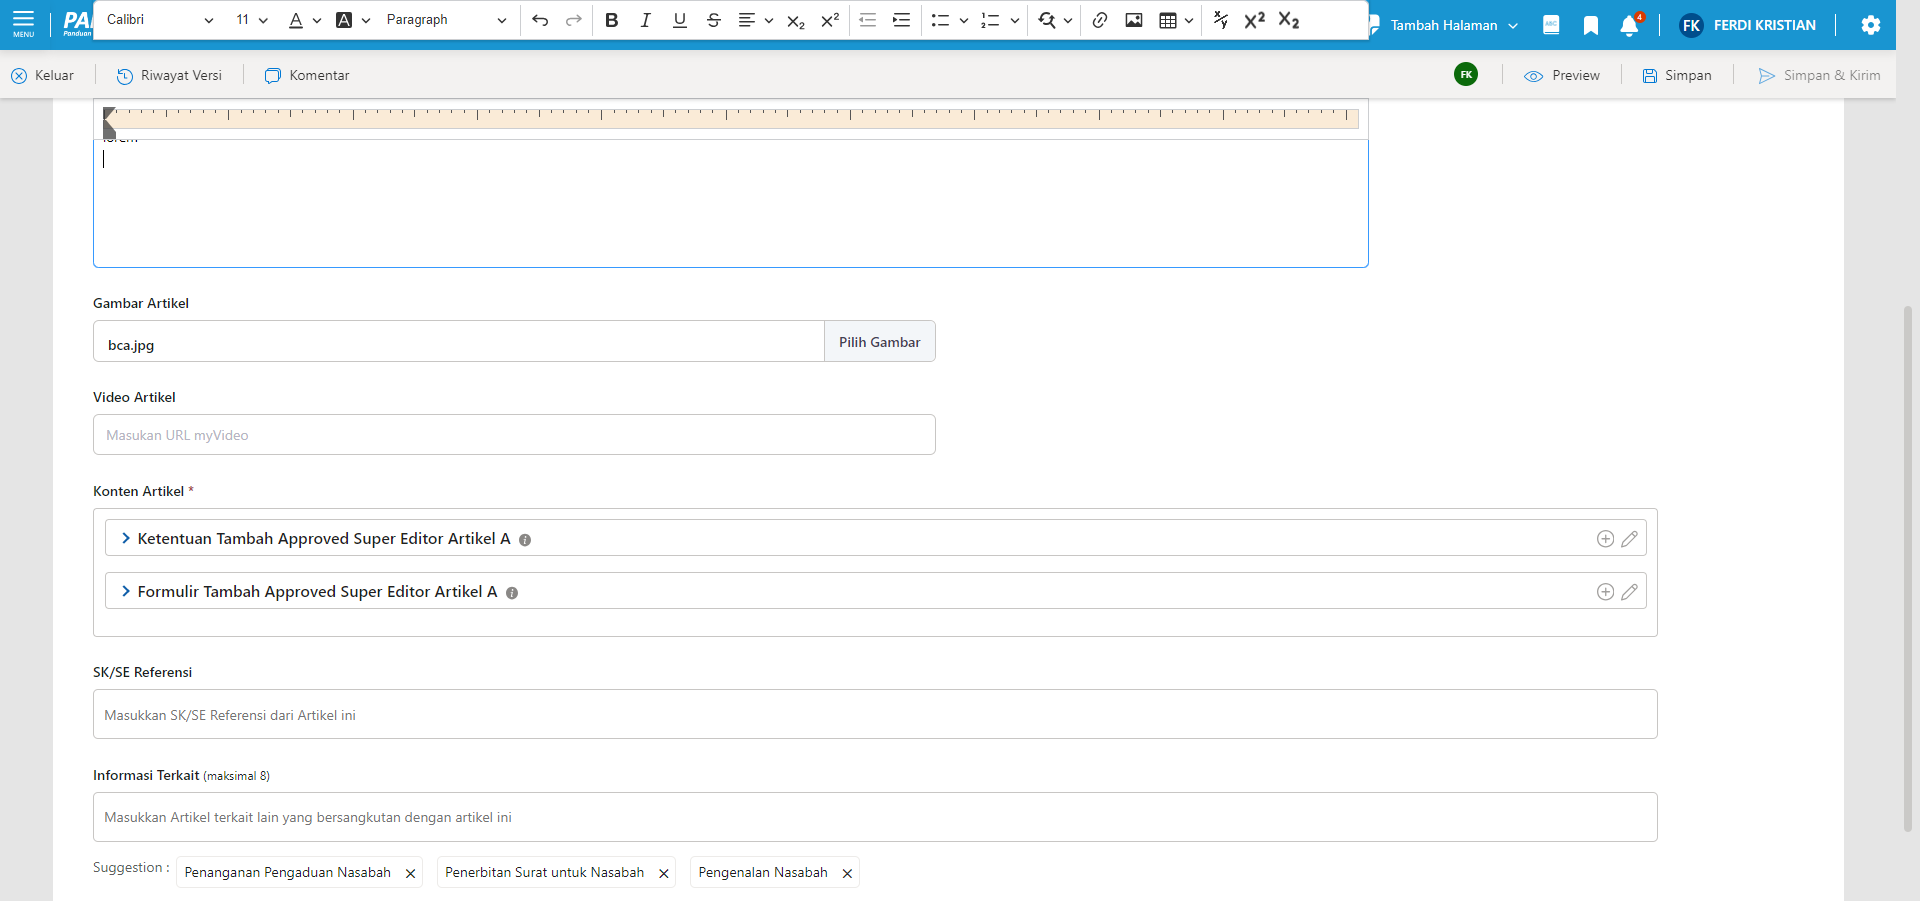 MENU
PA
Panduan
Calibri 11 Paragraph
Tambah Halaman
4
FK FERDI KRISTIAN
Keluar Riwayat Versi Komentar
FK Preview Simpan Simpan & Kirim
Gambar Artikel
bca.jpg Pilih Gambar
Video Artikel
Masukan URL myVideo
Konten Artikel *
Ketentuan Tambah Approved Super Editor Artikel A
Formulir Tambah Approved Super Editor Artikel A
SK/SE Referensi
Masukkan SK/SE Referensi dari Artikel ini
Informasi Terkait (maksimal 8)
Masukkan Artikel terkait lain yang bersangkutan dengan artikel ini
Suggestion : Penanganan Pengaduan Nasabah Penerbitan Surat untuk Nasabah Pengenalan Nasabah